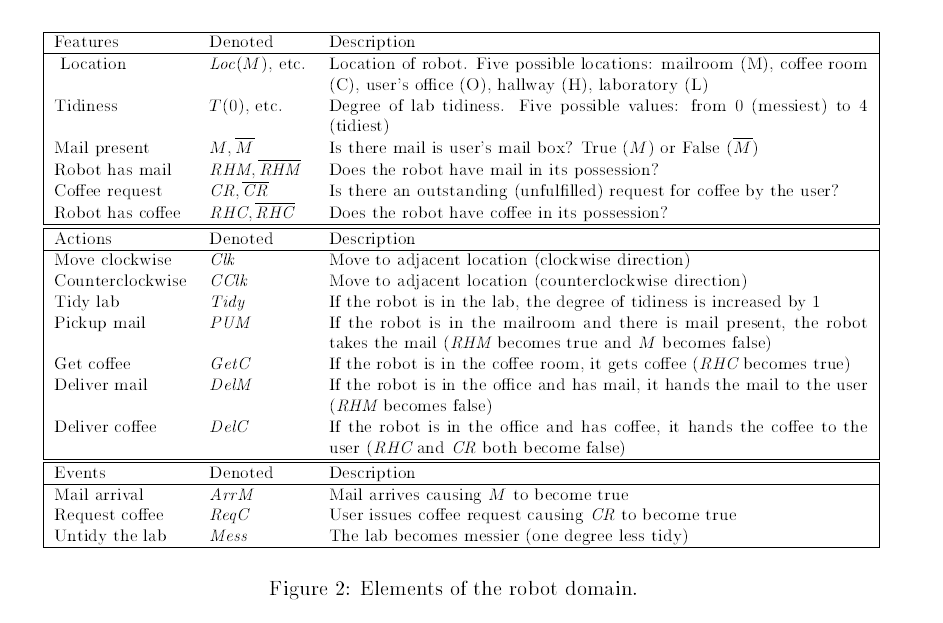 Features Denoted Description
Location Loc(M), etc. Location of robot. Five possible locations: mailroom (M), coffee room
(C), user's office (O), hallway (H), laboratory (L)
Tidiness T(0), etc. Degree of lab tidiness. Five possible values: from 0 (messiest) to 4
(tidiest)
Mail present M, M̅ Is there mail is user's mail box? True (M) or False (M̅)
Robot has mail RHM, R̅H̅M̅ Does the robot have mail in its possession?
Coffee request CR, C̅R̅ Is there an outstanding (unfulfilled) request for coffee by the user?
Robot has coffee RHC, R̅H̅C̅ Does the robot have coffee in its possession?
Actions Denoted Description
Move clockwise Clk Move to adjacent location (clockwise direction)
Counterclockwise CClk Move to adjacent location (counterclockwise direction)
Tidy lab Tidy If the robot is in the lab, the degree of tidiness is increased by 1
Pickup mail PUM If the robot is in the mailroom and there is mail present, the robot
takes the mail (RHM becomes true and M becomes false)
Get coffee GetC If the robot is in the coffee room, it gets coffee (RHC becomes true)
Deliver mail DelM If the robot is in the office and has mail, it hands the mail to the user
(RHM becomes false)
Deliver coffee DelC If the robot is in the office and has coffee, it hands the coffee to the
user (RHC and CR both become false)
Events Denoted Description
Mail arrival ArrM Mail arrives causing M to become true
Request coffee ReqC User issues coffee request causing CR to become true
Untidy the lab Mess The lab becomes messier (one degree less tidy)
Figure 2: Elements of the robot domain.